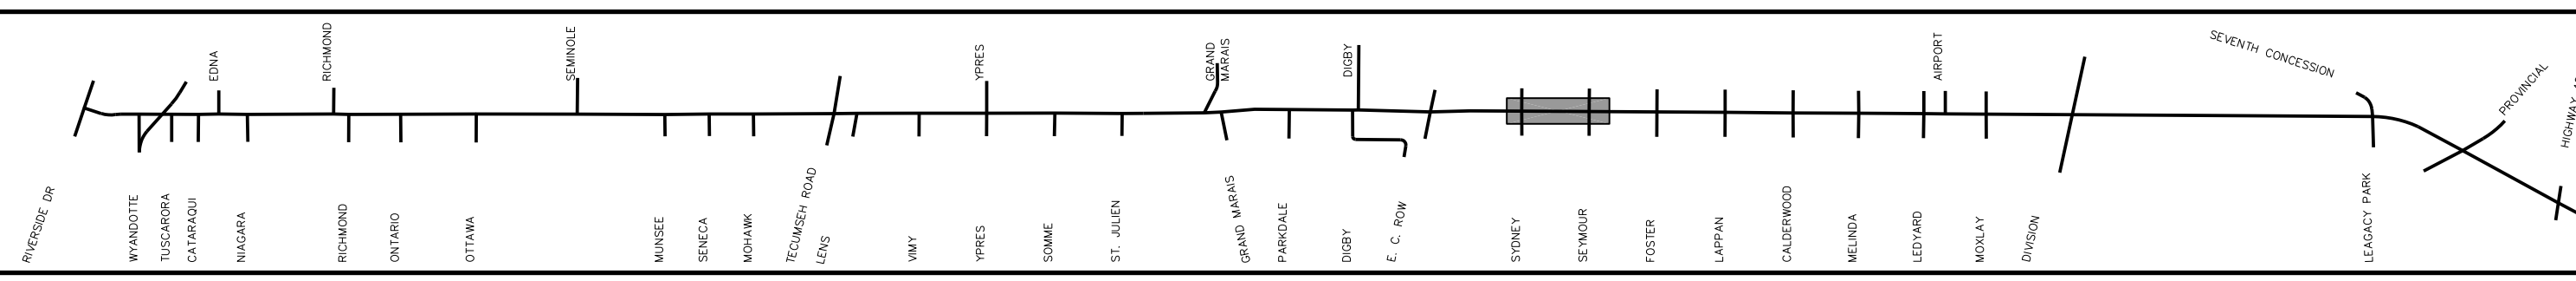 EDNA
RICHMOND
SEMINOLE
YPRES
GRAND
MARAIS
DIGBY
AIRPORT
SEVENTH CONCESSION
PROVINCIAL
RIVERSIDE DR
WYANDOTTE
TUSCARORA
CATARAQUI
NIAGARA
RICHMOND
ONTARIO
OTTAWA
MUNSEE
SENECA
MOHAWK
TECUMSEH ROAD
LENS
VIMY
YPRES
SOMME
ST. JULIEN
GRAND MARAIS
PARKDALE
DIGBY
E. C. ROW
SYDNEY
SEYMOUR
FOSTER
LAPPAN
CALDERWOOD
MELINDA
LEDYARD
MOXLAY
DIVISION
LEAGACY PARK
HIGHWAY